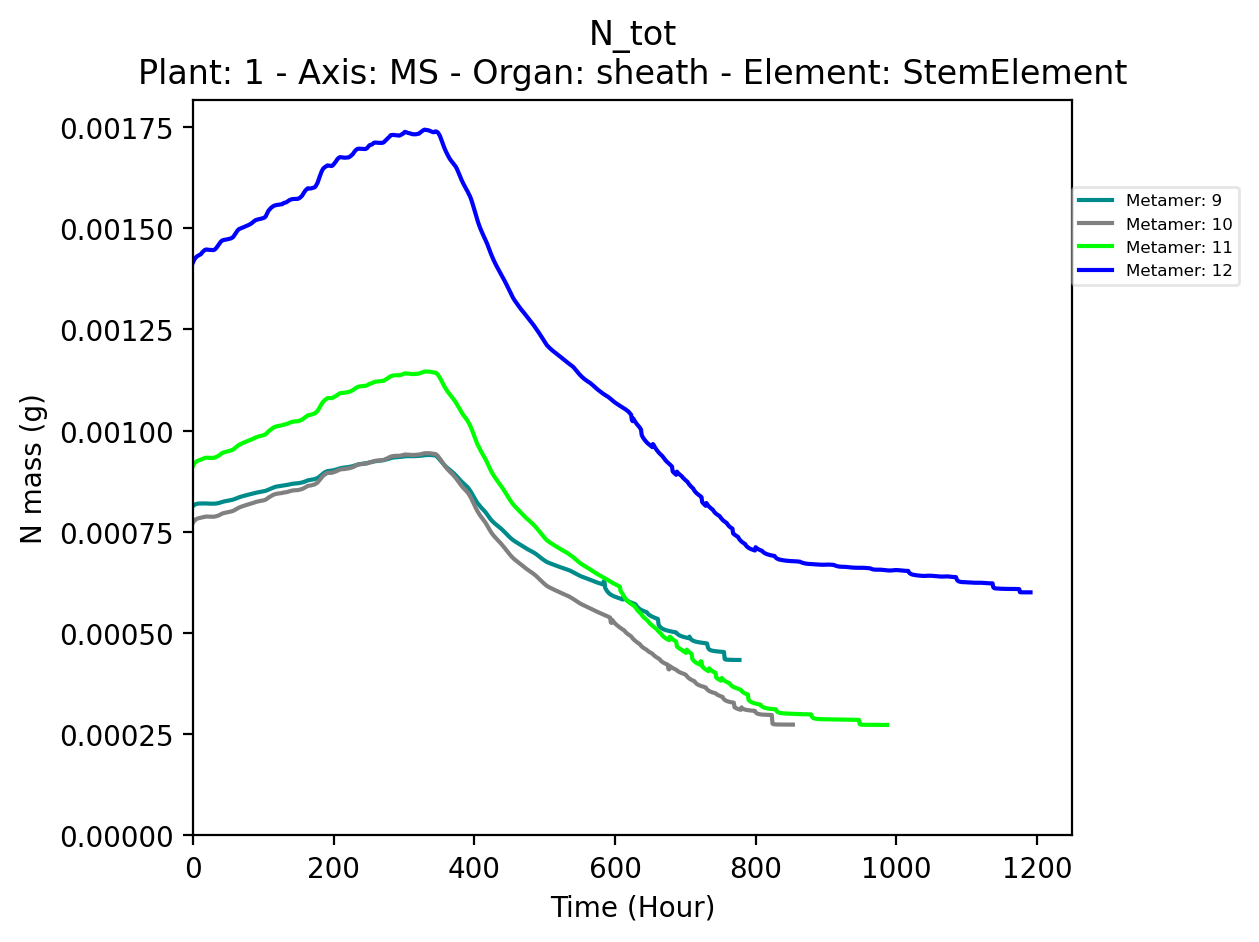 N_tot
Plant: 1 - Axis: MS - Organ: sheath - Element: StemElement
0.00175
0.00150
0.00125
0.00100
0.00075
0.00050
0.00025
0.00000
N mass (g)
0 200 400 600 800 1000 1200
Time (Hour)
Metamer: 9
Metamer: 10
Metamer: 11
Metamer: 12